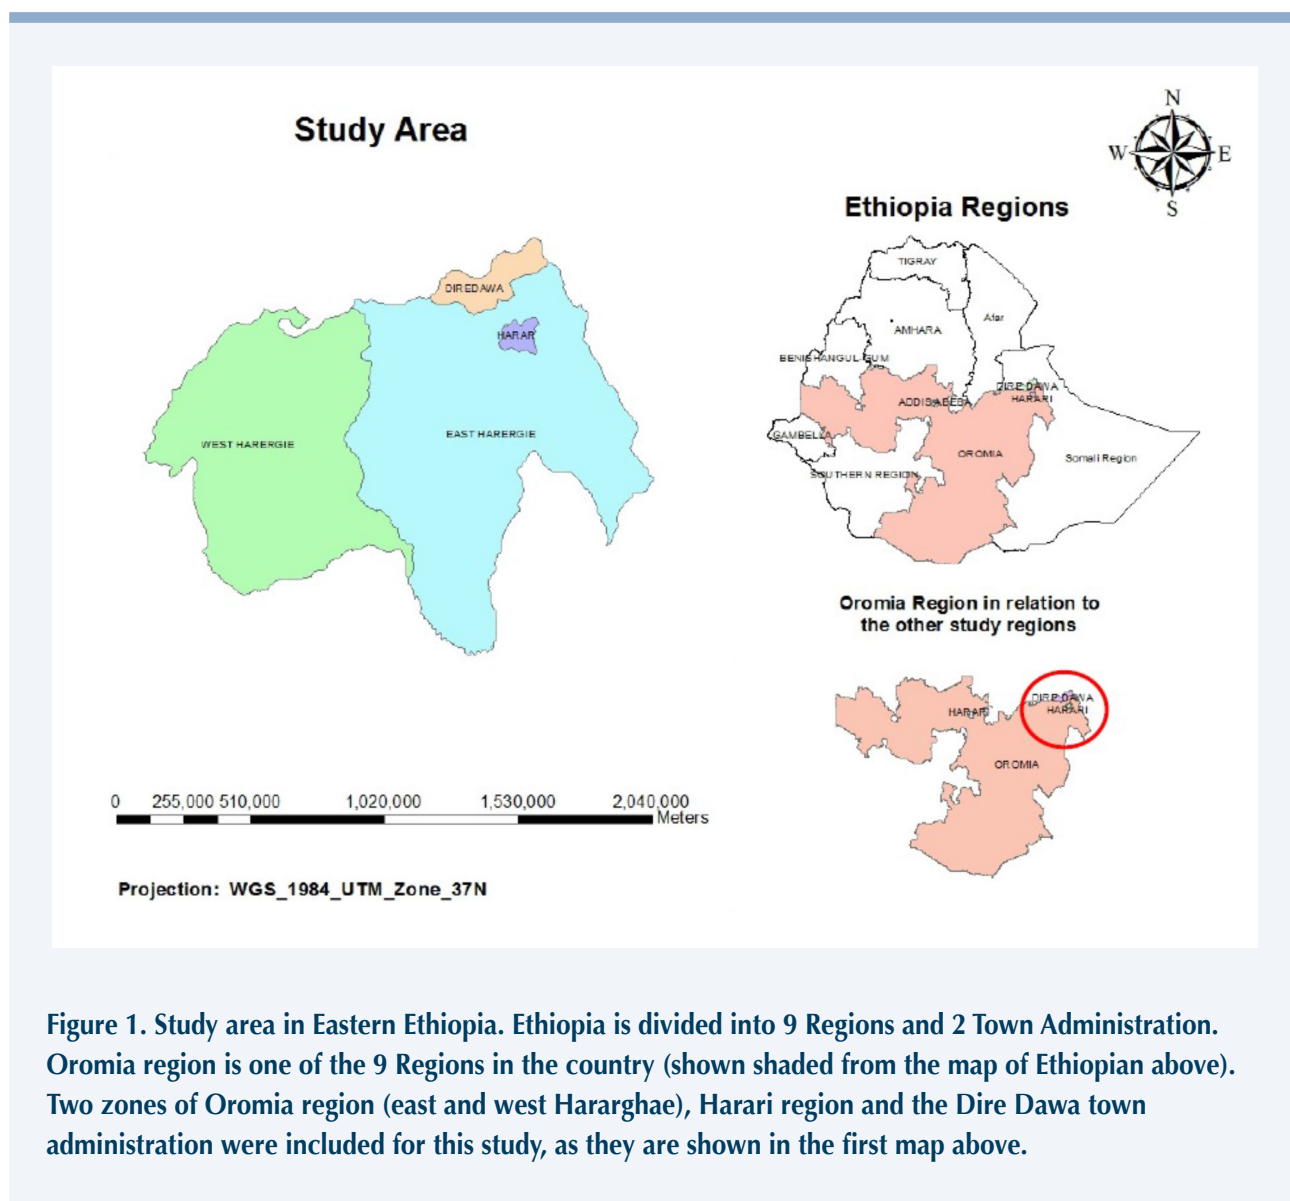 Study Area
N
W
E
S
Ethiopia Regions
DIREDAWA
HARAR
WEST HARERGIE
EAST HARERGIE
TIGRAY
Afar
AMHARA
BENISHANGUL-GUM
DIRE DAWA
HARARI
ADDISABEBA
GAMBELLA
OROMIA
Somali Region
SOUTHERN REGION
Oromia Region in relation to
the other study regions
DIRE DAWA
HARARI
HARARI
OROMIA
0 255,000 510,000 1,020,000 1,530,000 2,040,000
Meters
Projection: WGS_1984_UTM_Zone_37N
Figure 1. Study area in Eastern Ethiopia. Ethiopia is divided into 9 Regions and 2 Town Administration.
Oromia region is one of the 9 Regions in the country (shown shaded from the map of Ethiopian above).
Two zones of Oromia region (east and west Hararghae), Harari region and the Dire Dawa town
administration were included for this study, as they are shown in the first map above.